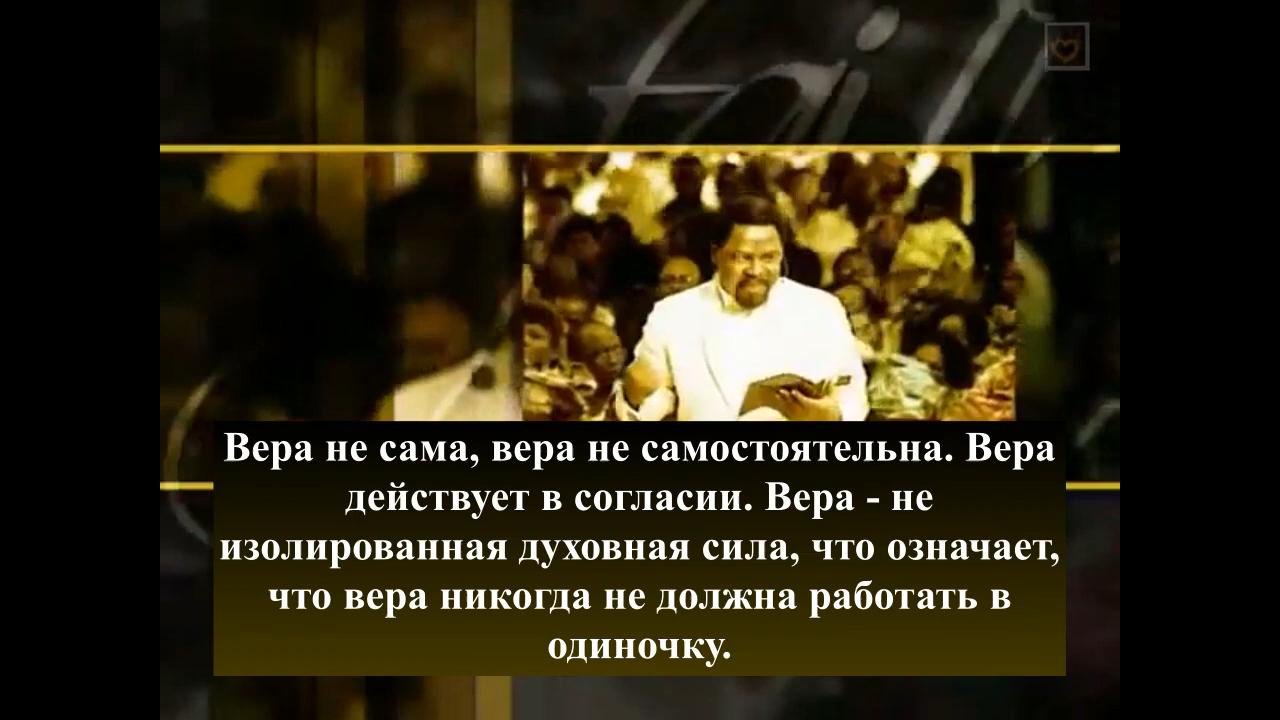 Faith
Вера не сама, вера не самостоятельна. Вера
действует в согласии. Вера - не
изолированная духовная сила, что означает,
что вера никогда не должна работать в
одиночку.